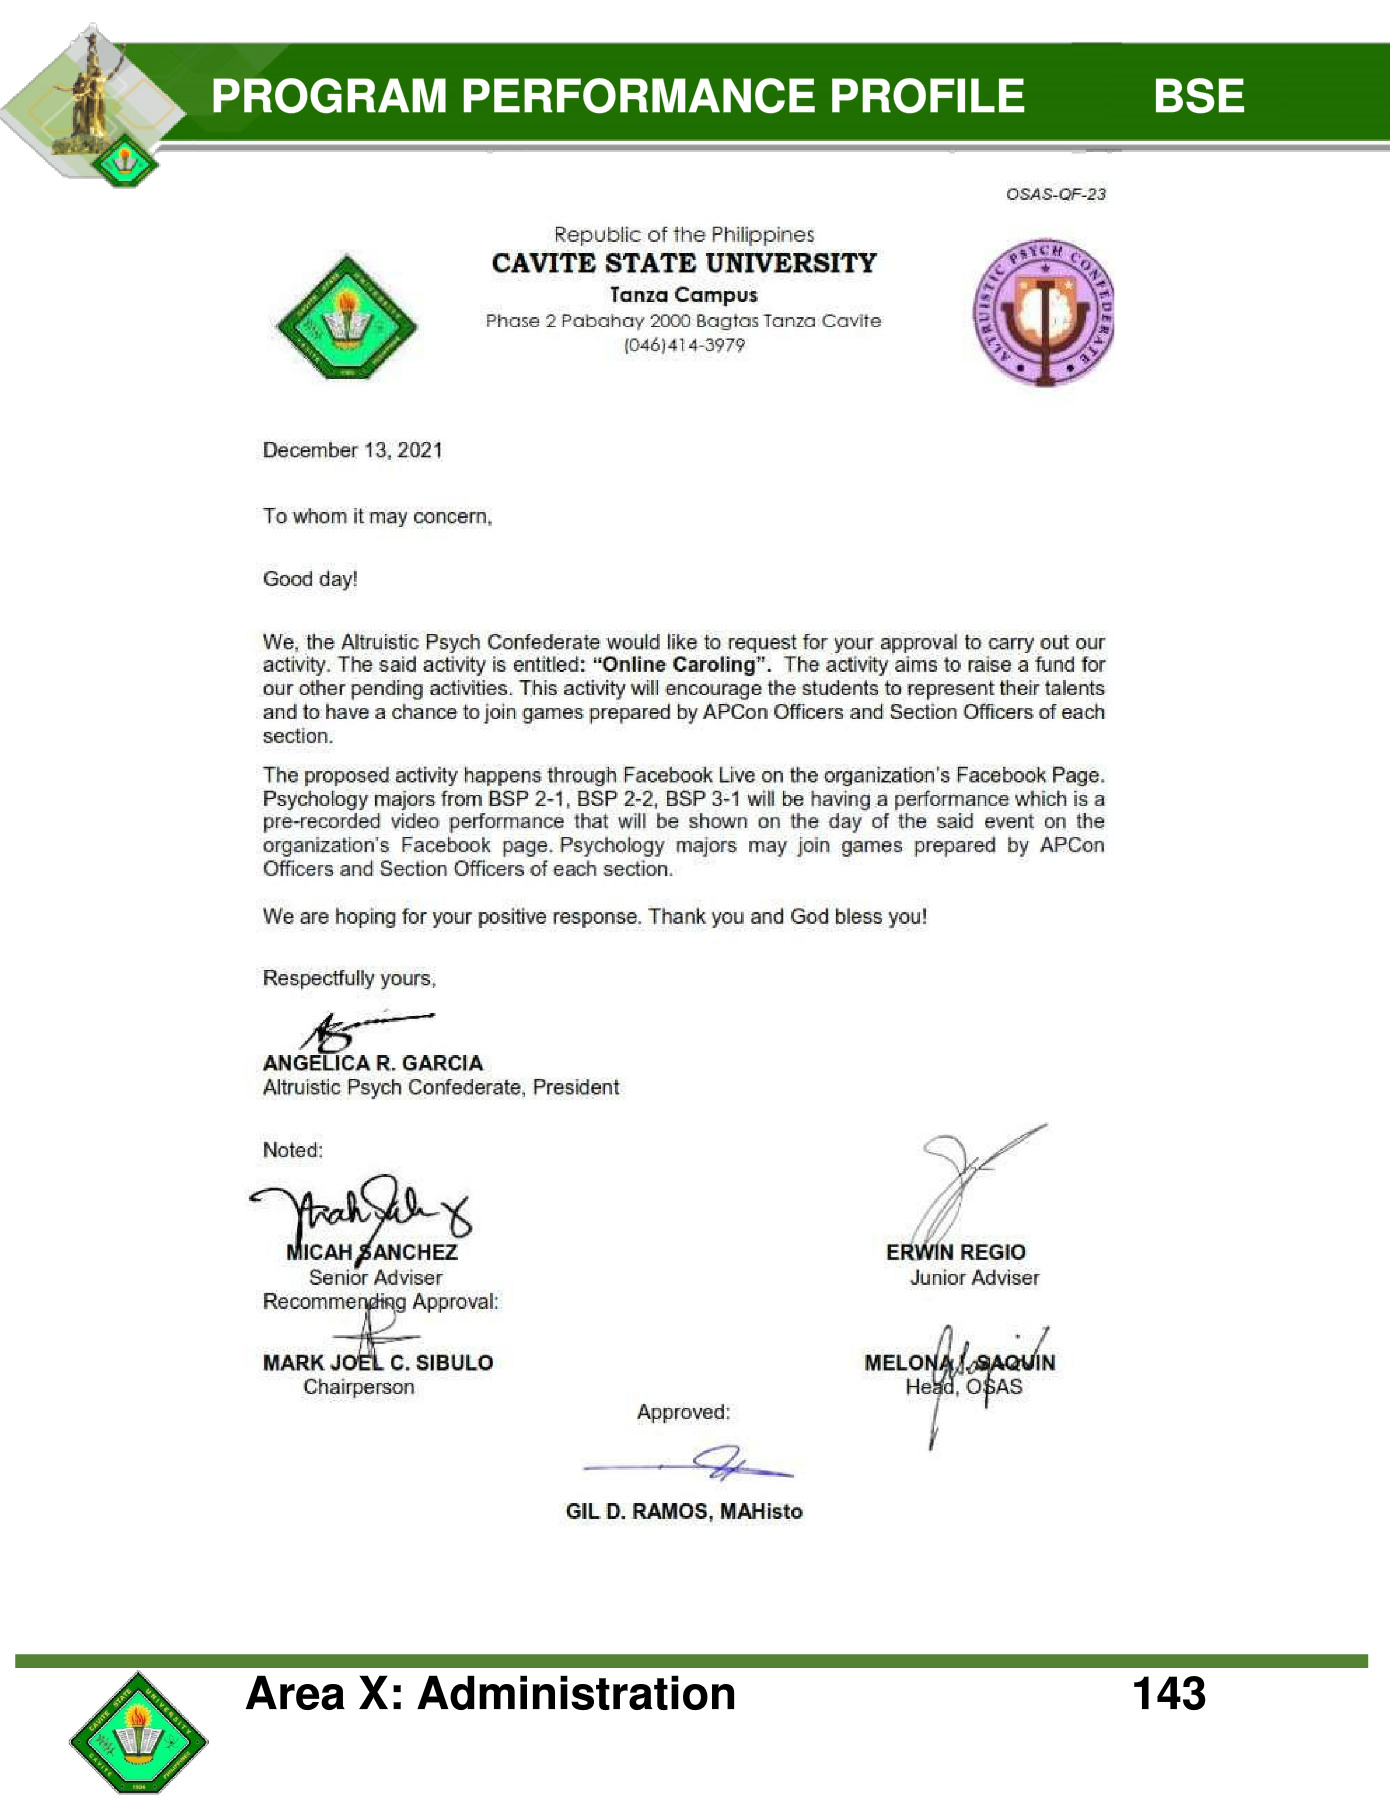 PROGRAM PERFORMANCE PROFILE BSE
OSAS-QF-23
Republic of the Philippines
CAVITE STATE UNIVERSITY
Tanza Campus
Phase 2 Pabahay 2000 Bagtas Tanza Cavite
(046)414-3979
ALTRUISTIC PSYCH CONFEDERATE
December 13, 2021
To whom it may concern,
Good day!
We, the Altruistic Psych Confederate would like to request for your approval to carry out our
activity. The said activity is entitled: “Online Caroling”. The activity aims to raise a fund for
our other pending activities. This activity will encourage the students to represent their talents
and to have a chance to join games prepared by APCon Officers and Section Officers of each
section.
The proposed activity happens through Facebook Live on the organization's Facebook Page.
Psychology majors from BSP 2-1, BSP 2-2, BSP 3-1 will be having a performance which is a
pre-recorded video performance that will be shown on the day of the said event on the
organization's Facebook page. Psychology majors may join games prepared by APCon
Officers and Section Officers of each section.
We are hoping for your positive response. Thank you and God bless you!
Respectfully yours,
ANGELICA R. GARCIA
Altruistic Psych Confederate, President
Noted:
MICAH SANCHEZ ERWIN REGIO
Senior Adviser Junior Adviser
Recommending Approval:
MARK JOEL C. SIBULO MELONA I. SAQUIN
Chairperson Head, OSAS
Approved:
GIL D. RAMOS, MAHisto
Area X: Administration 143
CAVITE STATE UNIVERSITY
CAVITE PHILIPPINES
1906